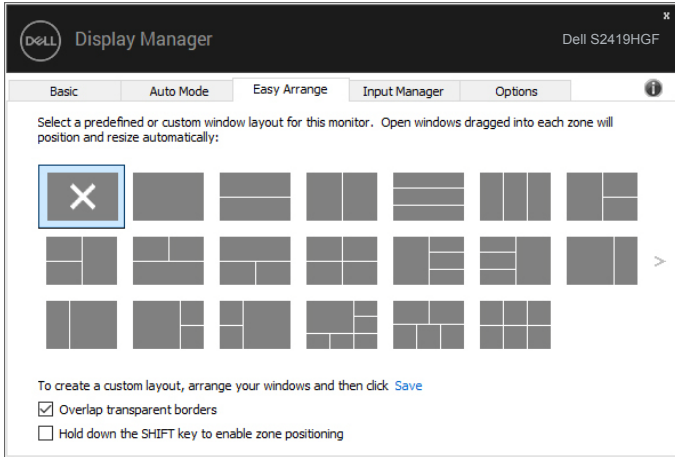 x
DELL Display Manager Dell S2419HGF
Basic Auto Mode Easy Arrange Input Manager Options i
Select a predefined or custom window layout for this monitor. Open windows dragged into each zone will
position and resize automatically:
To create a custom layout, arrange your windows and then click Save
Overlap transparent borders
Hold down the SHIFT key to enable zone positioning